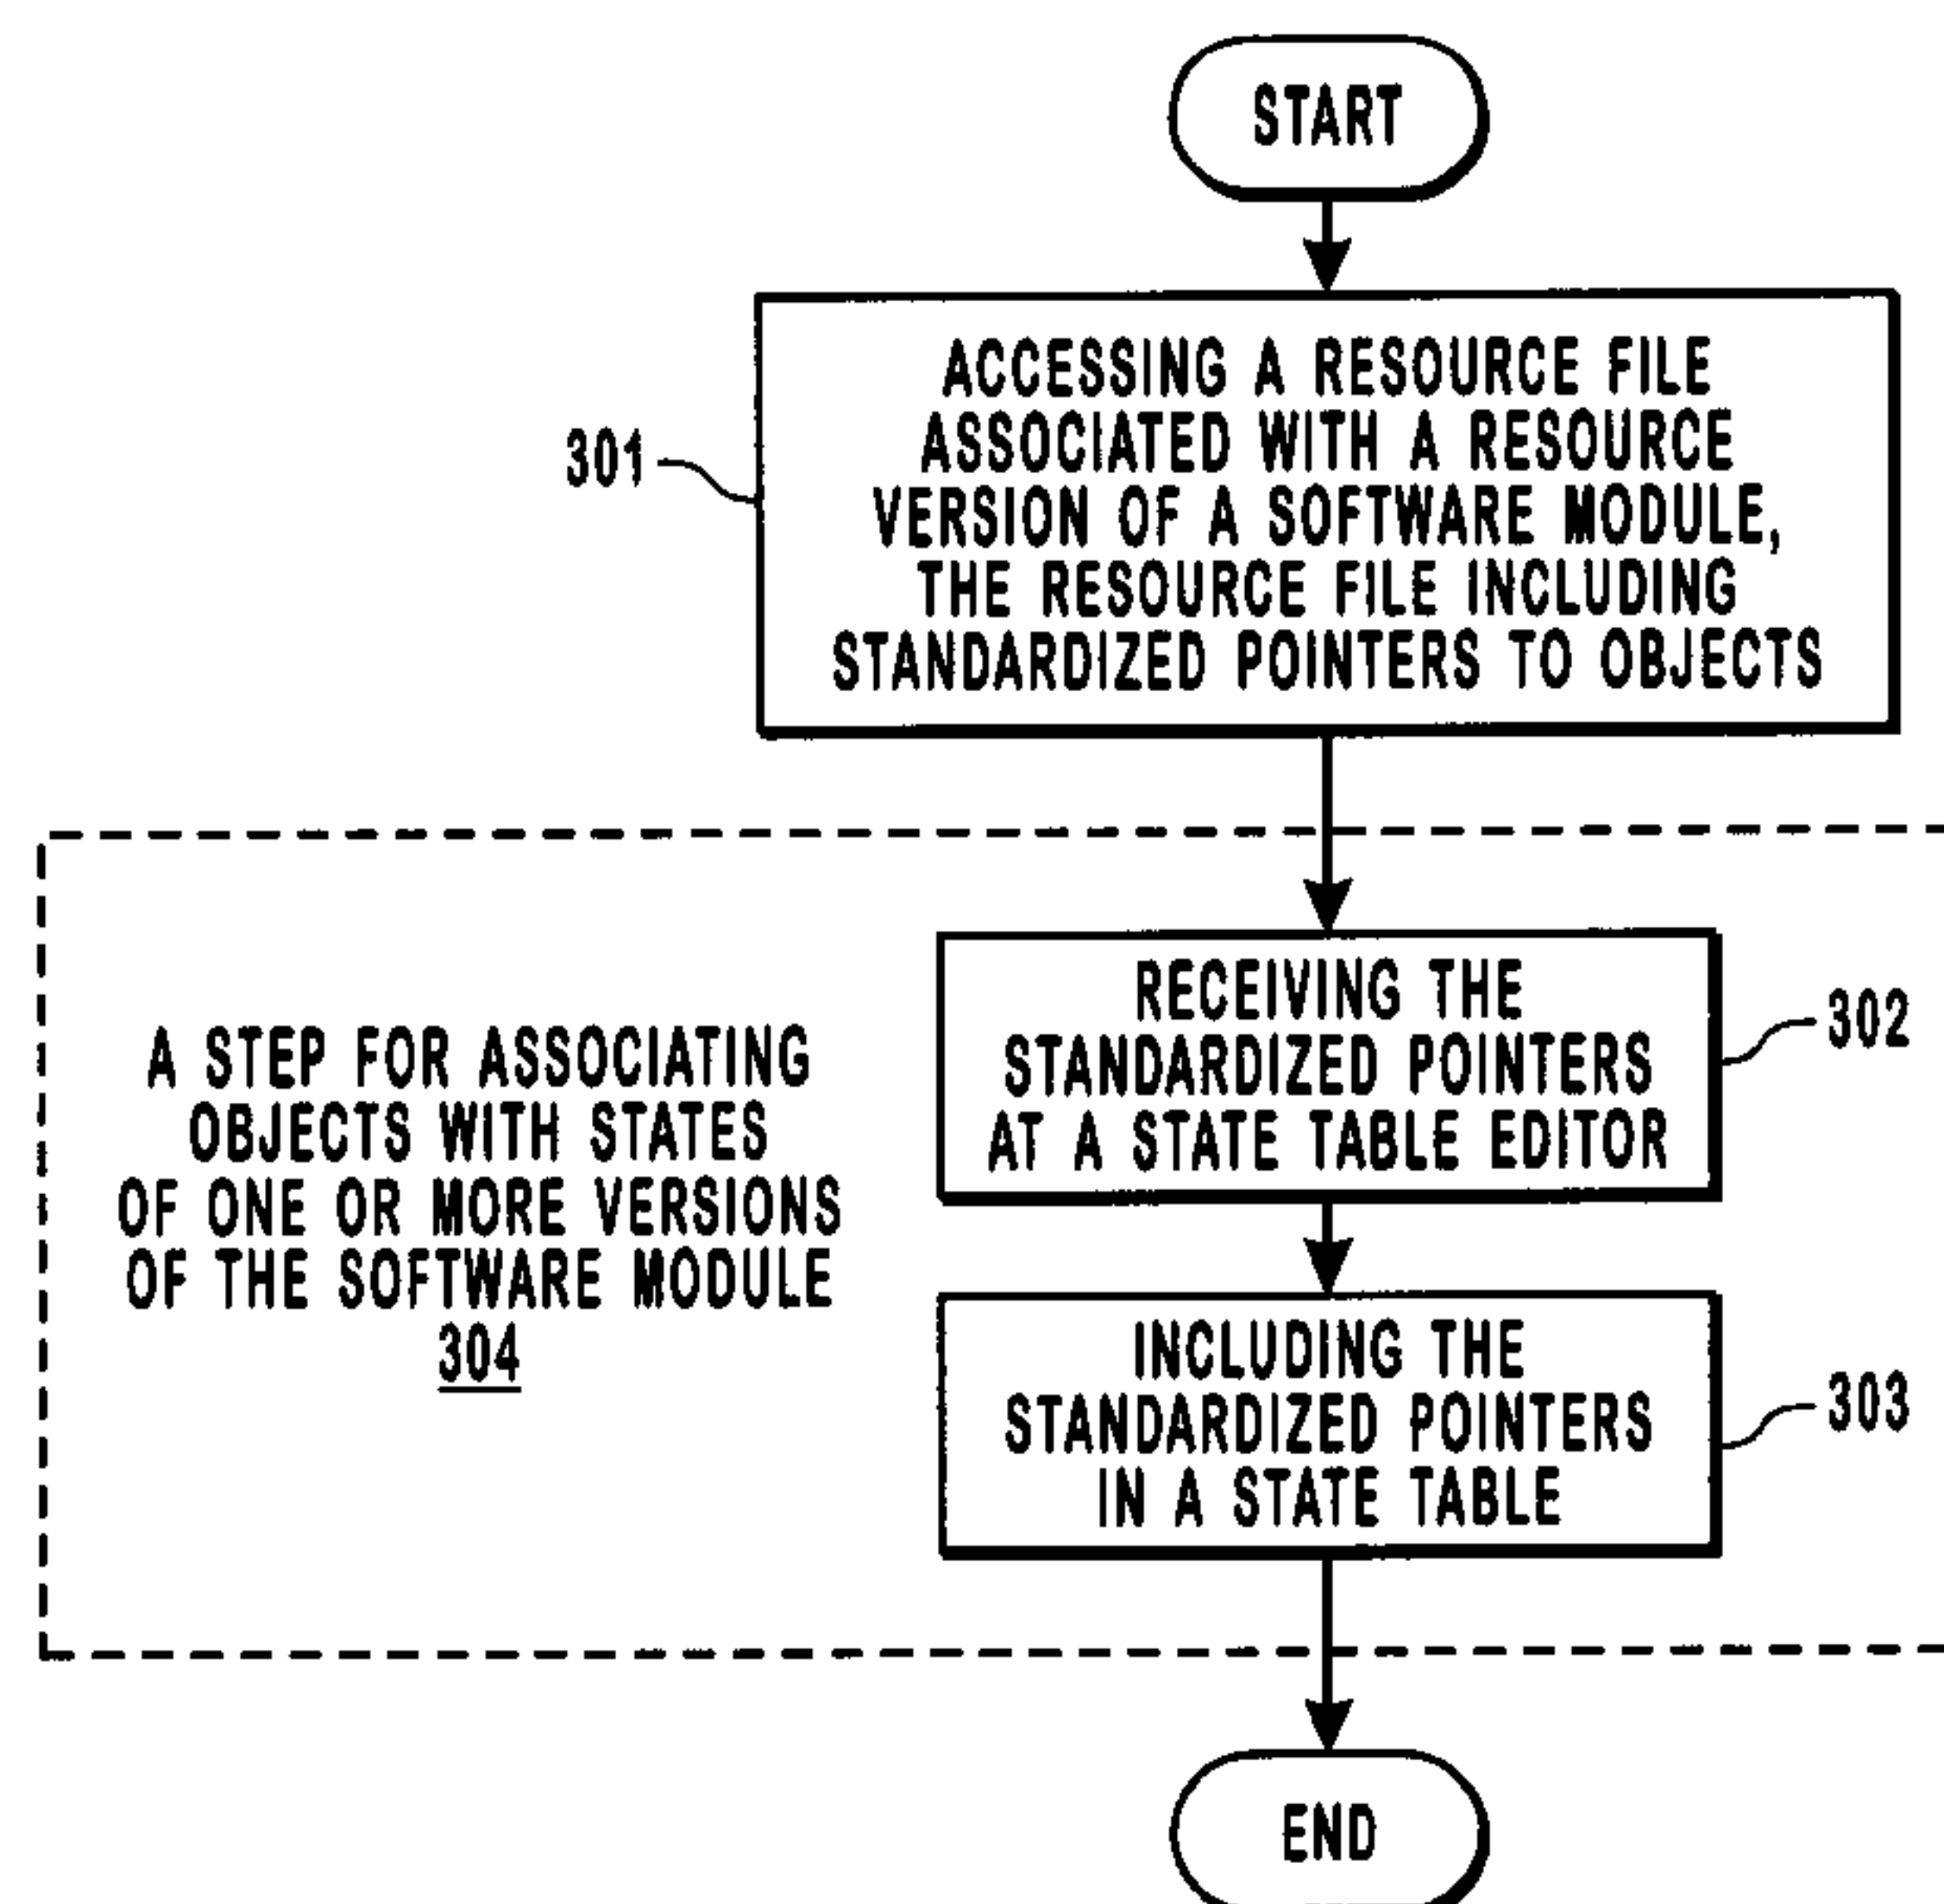 START
ACCESSING A RESOURCE FILE
ASSOCIATED WITH A RESOURCE
VERSION OF A SOFTWARE MODULE,
THE RESOURCE FILE INCLUDING
STANDARDIZED POINTERS TO OBJECTS
301
RECEIVING THE
STANDARDIZED POINTERS
AT A STATE TABLE EDITOR
302
A STEP FOR ASSOCIATING
OBJECTS WITH STATES
OF ONE OR MORE VERSIONS
OF THE SOFTWARE MODULE
304
INCLUDING THE
STANDARDIZED POINTERS
IN A STATE TABLE
303
END